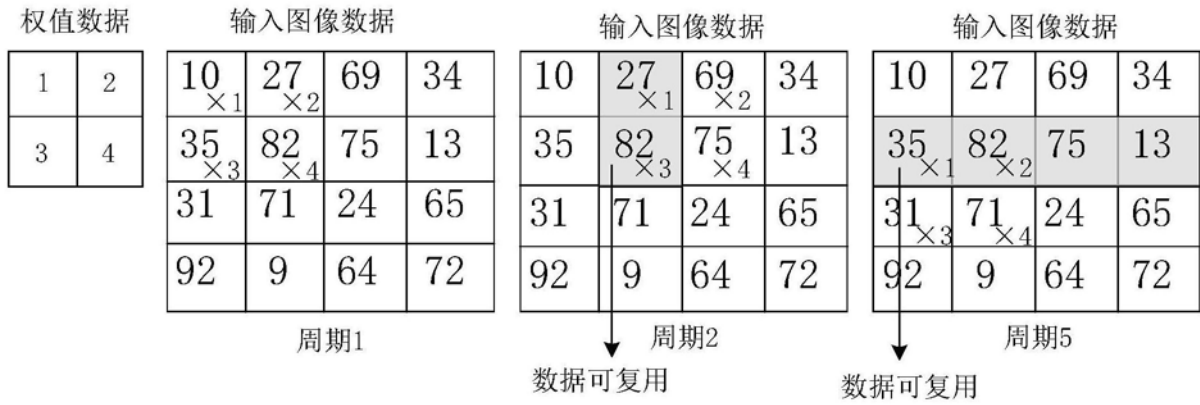 权值数据 输入图像数据 输入图像数据 输入图像数据
1 2
3 4
10 ×1 27 ×2 69 34
35 ×3 82 ×4 75 13
31 71 24 65
92 9 64 72
周期1
10 27 ×1 69 ×2 34
35 82 ×3 75 ×4 13
31 71 24 65
92 9 64 72
周期2
数据可复用
10 27 69 34
35 ×1 82 ×2 75 13
31 ×3 71 ×4 24 65
92 9 64 72
周期5
数据可复用